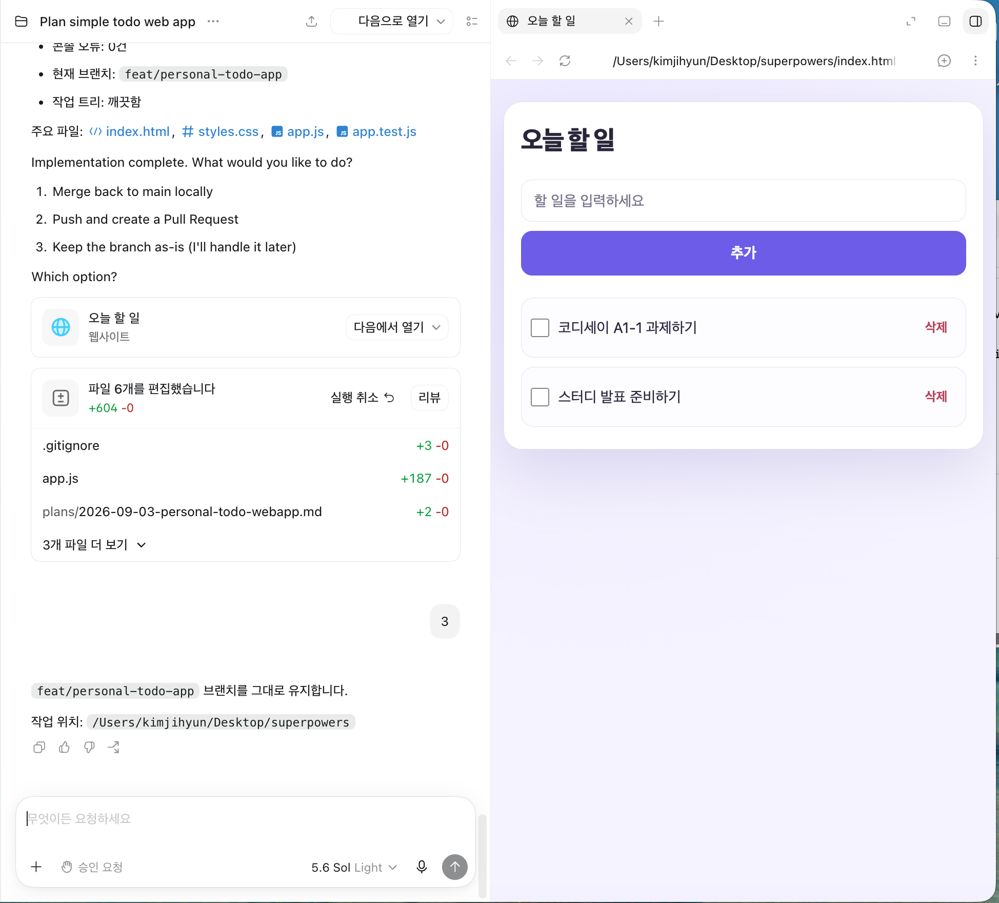 Plan simple todo web app
다음으로 열기
콘솔 오류: 0건
현재 브랜치: feat/personal-todo-app
작업 트리: 깨끗함
주요 파일: index.html, styles.css, app.js, app.test.js
Implementation complete. What would you like to do?
1. Merge back to main locally
2. Push and create a Pull Request
3. Keep the branch as-is (I'll handle it later)
Which option?
오늘 할 일
웹사이트
다음에서 열기
파일 6개를 편집했습니다
+604 -0
실행 취소
리뷰
.gitignore +3 -0
app.js +187 -0
plans/2026-09-03-personal-todo-webapp.md +2 -0
3개 파일 더 보기
3
feat/personal-todo-app 브랜치를 그대로 유지합니다.
작업 위치: /Users/kimjihyun/Desktop/superpowers
무엇이든 요청하세요
승인 요청
5.6 Sol Light
오늘 할 일
/Users/kimjihyun/Desktop/superpowers/index.html
오늘 할 일
할 일을 입력하세요
추가
코디세이 A1-1 과제하기 삭제
스터디 발표 준비하기 삭제